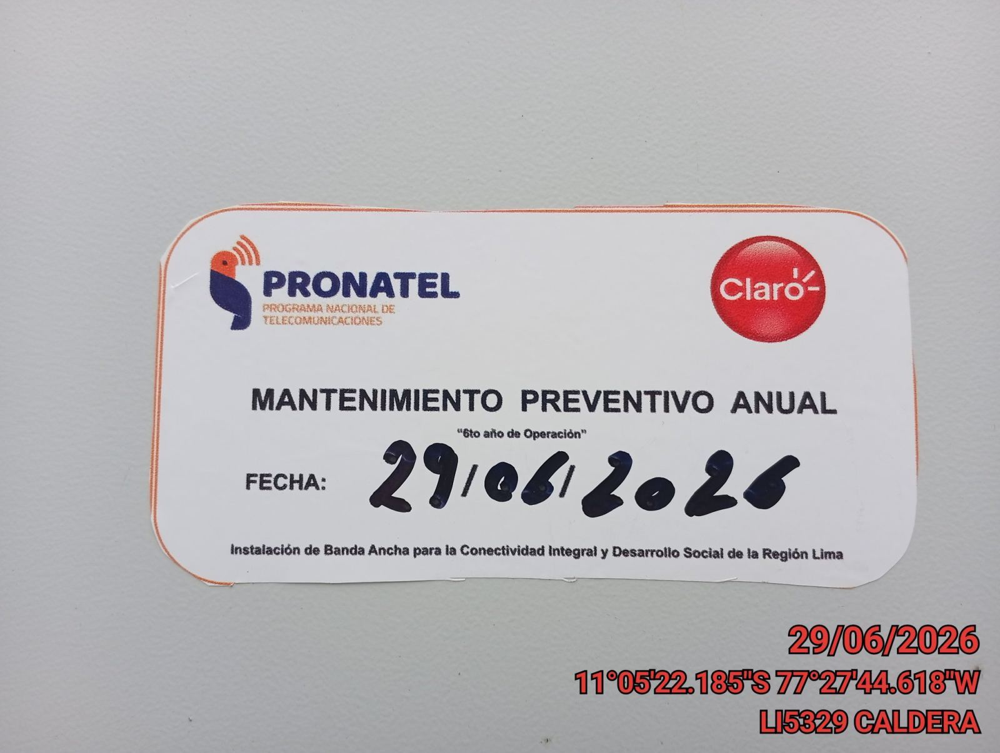 PRONATEL
PROGRAMA NACIONAL DE
TELECOMUNICACIONES
Claro
MANTENIMIENTO PREVENTIVO ANUAL
“6to año de Operación”
FECHA: 29/06/2026
Instalación de Banda Ancha para la Conectividad Integral y Desarrollo Social de la Región Lima
29/06/2026
11°05'22.185"S 77°27'44.618"W
LI5329 CALDERA